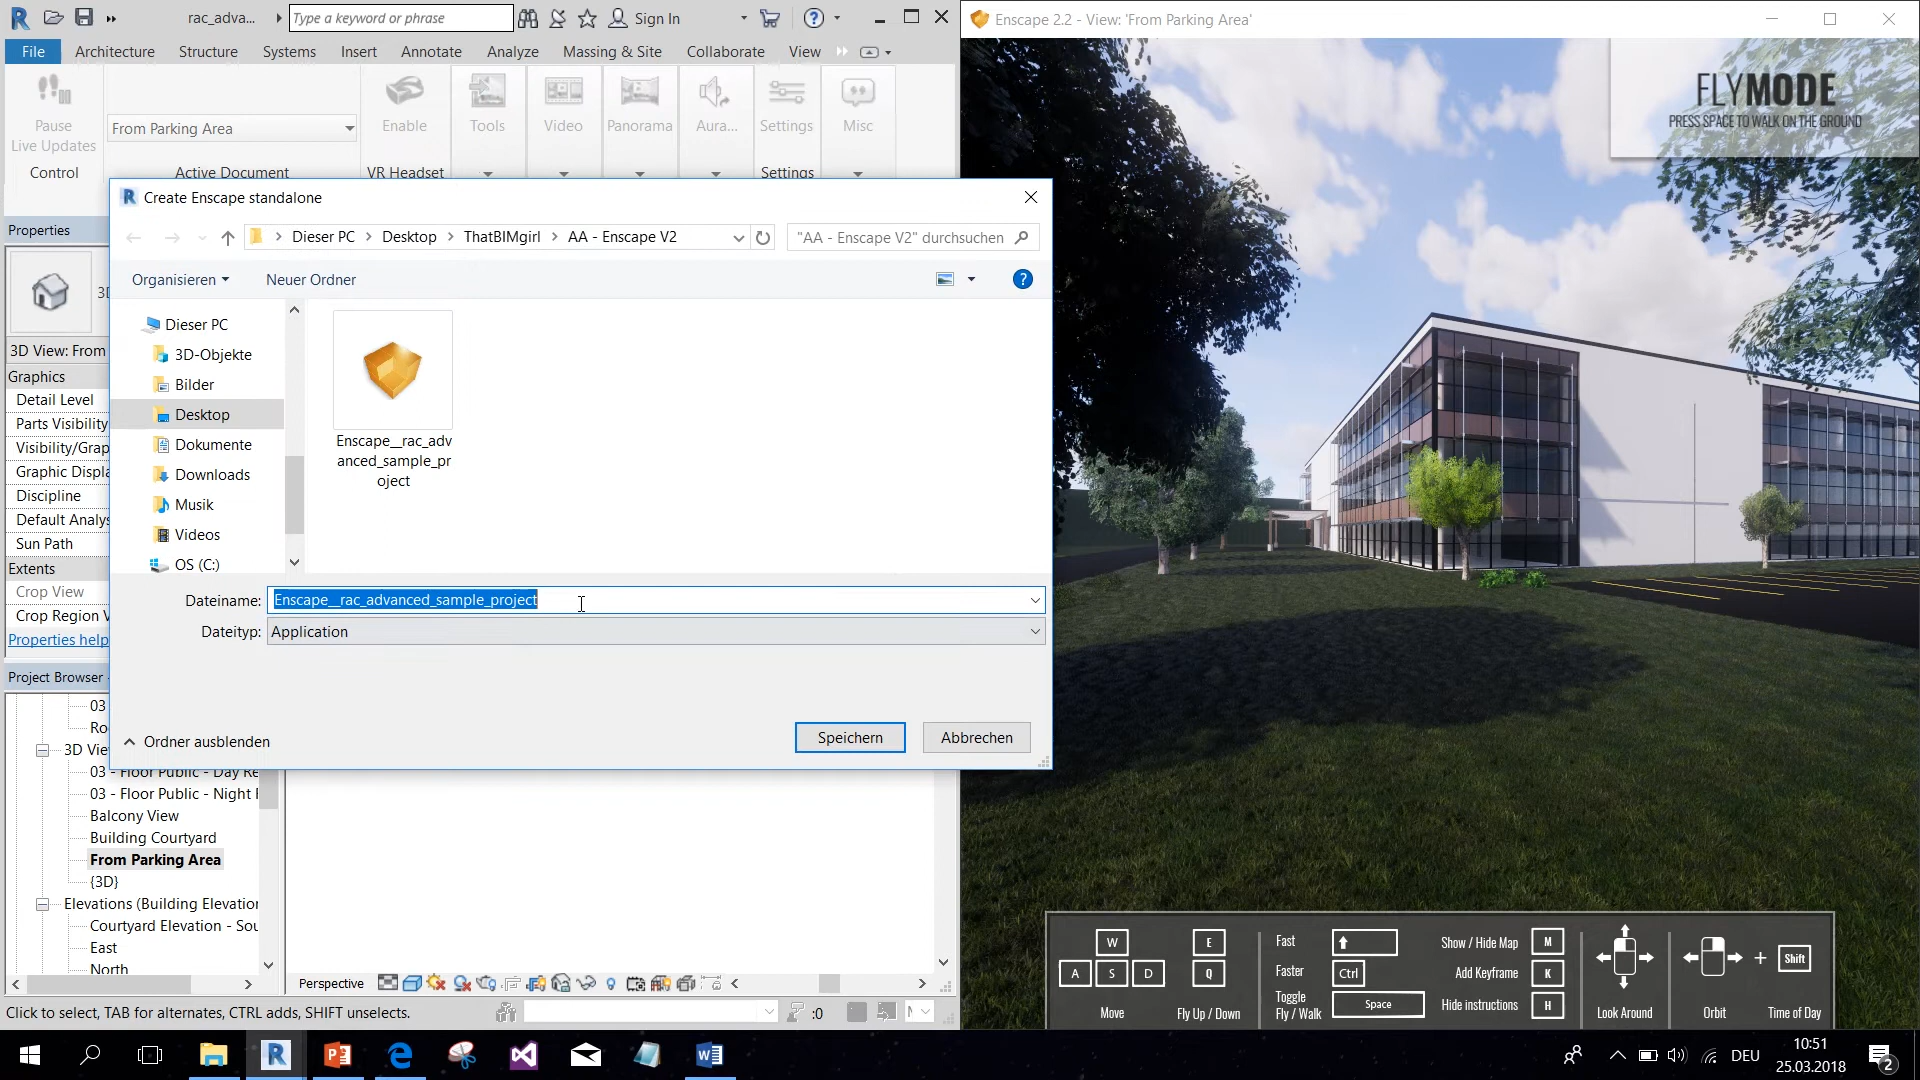 rac_adva...
Type a keyword or phrase
Sign In
File
Architecture
Structure
Systems
Insert
Annotate
Analyze
Massing & Site
Collaborate
View
Pause
Live Updates
Control
From Parking Area
Active Document
Enable
VR Headset
Tools
Video
Panorama
Aura...
Settings
Settings
Misc
Properties
3D View: From
Graphics
Detail Level
Parts Visibility
Visibility/Grap
Graphic Displa
Discipline
Default Analys
Sun Path
Extents
Crop View
Crop Region V
Properties help
Project Browser -
03
Ro
3D Vie
03 - Floor Public - Day Re
03 - Floor Public - Night F
Balcony View
Building Courtyard
From Parking Area
{3D}
Elevations (Building Elevation
Courtyard Elevation - Sou
East
North
Create Enscape standalone
Dieser PC
Desktop
ThatBIMgirl
AA - Enscape V2
"AA - Enscape V2" durchsuchen
Organisieren
Neuer Ordner
Dieser PC
3D-Objekte
Bilder
Desktop
Dokumente
Downloads
Musik
Videos
OS (C:)
Enscape__rac_adv
anced_sample_pr
oject
Dateiname:
Enscape__rac_advanced_sample_project
Dateityp:
Application
Ordner ausblenden
Speichern
Abbrechen
Perspective
Click to select, TAB for alternates, CTRL adds, SHIFT unselects.
:0
Enscape 2.2 - View: 'From Parking Area'
FLYMODE
PRESS SPACE TO WALK ON THE GROUND
W
A
S
D
Move
E
Q
Fly Up / Down
Fast
Faster
Ctrl
Toggle
Fly / Walk
Space
Show / Hide Map
M
Add Keyframe
K
Hide instructions
H
Look Around
Orbit
+
Shift
Time of Day
DEU
10:51
25.03.2018
2